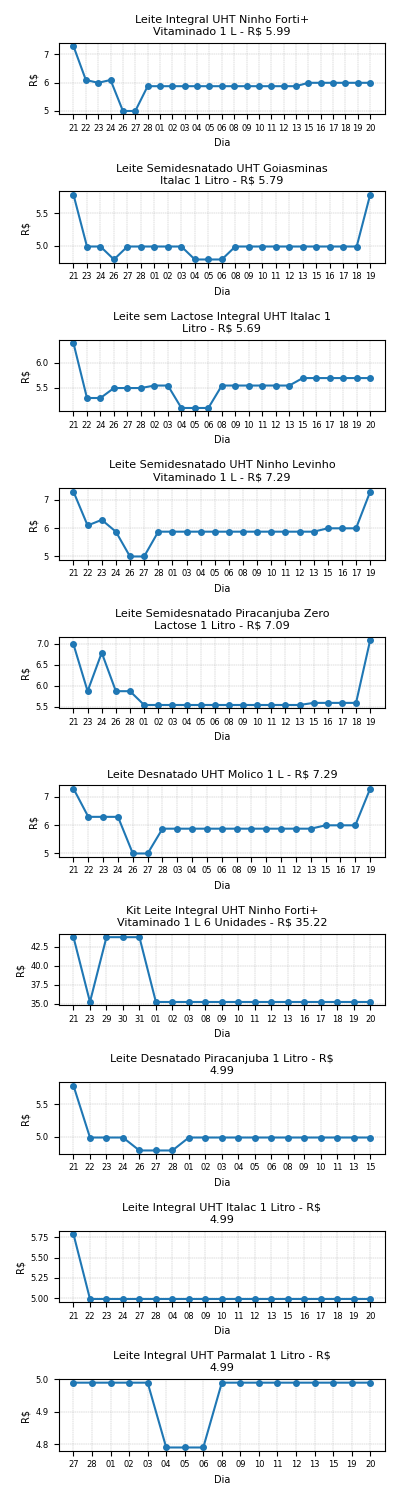 Leite Integral UHT Ninho Forti+
Vitaminado 1 L - R$ 5.99
7
6
5
R$
21 22 23 24 26 27 28 01 02 03 04 05 06 08 09 10 11 12 13 15 16 17 18 19 20
Dia
Leite Semidesnatado UHT Goiasminas
Italac 1 Litro - R$ 5.79
5.5
5.0
R$
21 23 24 26 27 28 01 02 03 04 05 06 08 09 10 11 12 13 15 16 17 18 19
Dia
Leite sem Lactose Integral UHT Italac 1
Litro - R$ 5.69
6.0
5.5
R$
21 22 23 26 27 28 02 03 04 05 06 08 09 10 11 12 13 15 16 17 18 19 20
Dia
Leite Semidesnatado UHT Ninho Levinho
Vitaminado 1 L - R$ 7.29
7
6
5
R$
21 22 23 24 26 27 28 01 03 04 05 06 08 09 10 11 12 13 15 16 17 19
Dia
Leite Semidesnatado Piracanjuba Zero
Lactose 1 Litro - R$ 7.09
7.0
6.5
6.0
5.5
R$
21 23 24 26 28 01 02 03 04 05 06 08 09 10 11 12 13 15 16 17 18 19
Dia
Leite Desnatado UHT Molico 1 L - R$ 7.29
7
6
5
R$
21 22 23 24 26 27 28 03 04 05 06 08 09 10 11 12 13 15 16 17 19
Dia
Kit Leite Integral UHT Ninho Forti+
Vitaminado 1 L 6 Unidades - R$ 35.22
42.5
40.0
37.5
35.0
R$
21 23 29 30 31 01 02 03 08 09 10 11 12 13 16 17 18 19 20
Dia
Leite Desnatado Piracanjuba 1 Litro - R$
4.99
5.5
5.0
R$
21 22 23 24 26 27 28 01 02 03 04 05 06 08 09 10 11 13 15
Dia
Leite Integral UHT Italac 1 Litro - R$
4.99
5.75
5.50
5.25
5.00
R$
21 22 23 24 26 27 28 04 08 09 10 11 12 13 15 16 17 19 20
Dia
Leite Integral UHT Parmalat 1 Litro - R$
4.99
5.0
4.9
4.8
R$
27 28 01 02 03 04 05 06 08 09 10 11 12 13 15 19 20
Dia